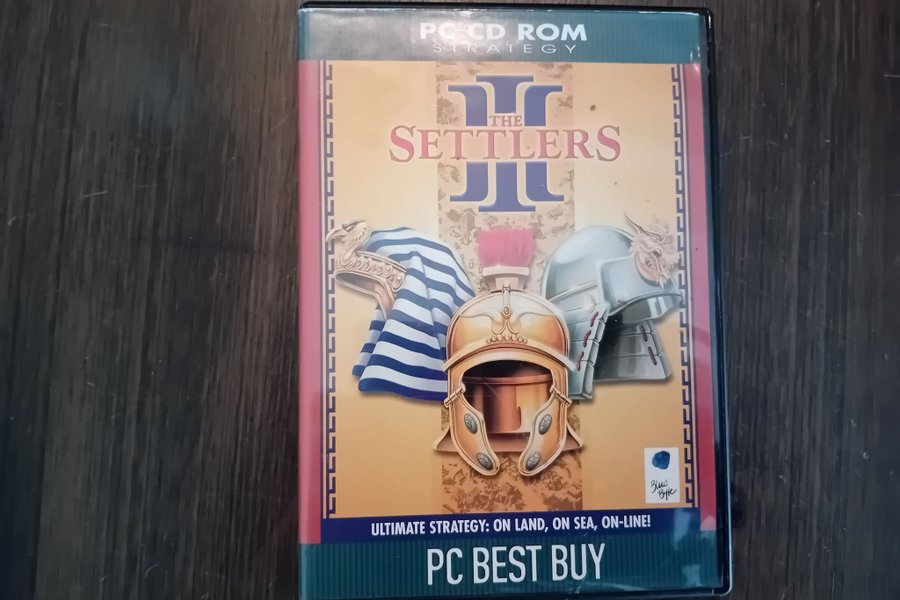 PC CD ROM
STRATEGY
III
THE
SETTLERS
Blue
Byte
ULTIMATE STRATEGY: ON LAND, ON SEA, ON-LINE!
PC BEST BUY